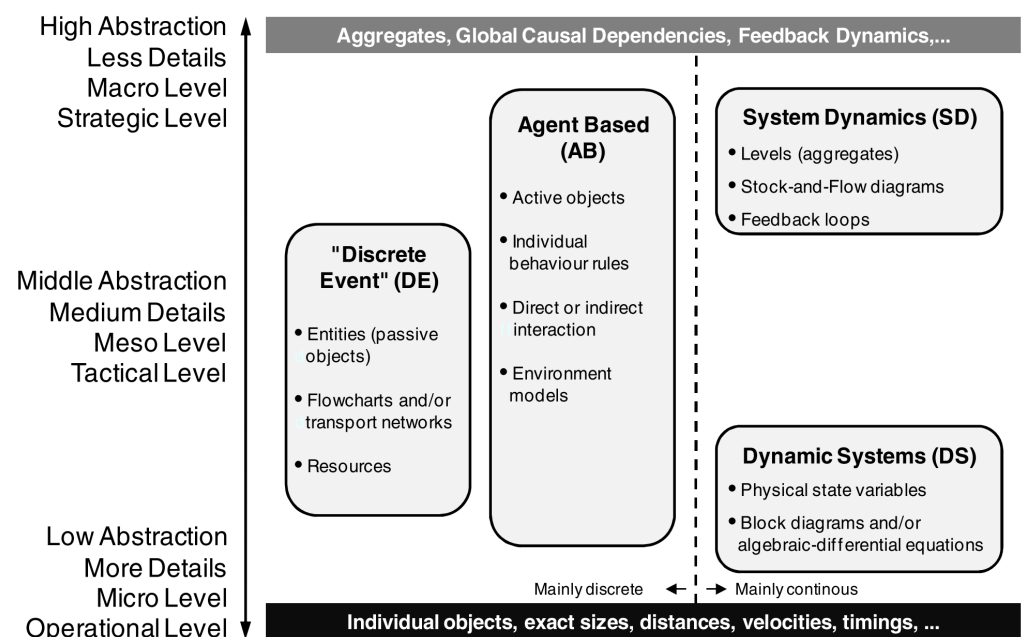 High Abstraction
Less Details
Macro Level
Strategic Level
Middle Abstraction
Medium Details
Meso Level
Tactical Level
Low Abstraction
More Details
Micro Level
Operational Level
Aggregates, Global Causal Dependencies, Feedback Dynamics,...
"Discrete
Event" (DE)
• Entities (passive
objects)
• Flowcharts and/or
transport networks
• Resources
Agent Based
(AB)
• Active objects
• Individual
behaviour rules
• Direct or indirect
interaction
• Environment
models
System Dynamics (SD)
• Levels (aggregates)
• Stock-and-Flow diagrams
• Feedback loops
Dynamic Systems (DS)
• Physical state variables
• Block diagrams and/or
algebraic-differential equations
Mainly discrete
Mainly continous
Individual objects, exact sizes, distances, velocities, timings, ...